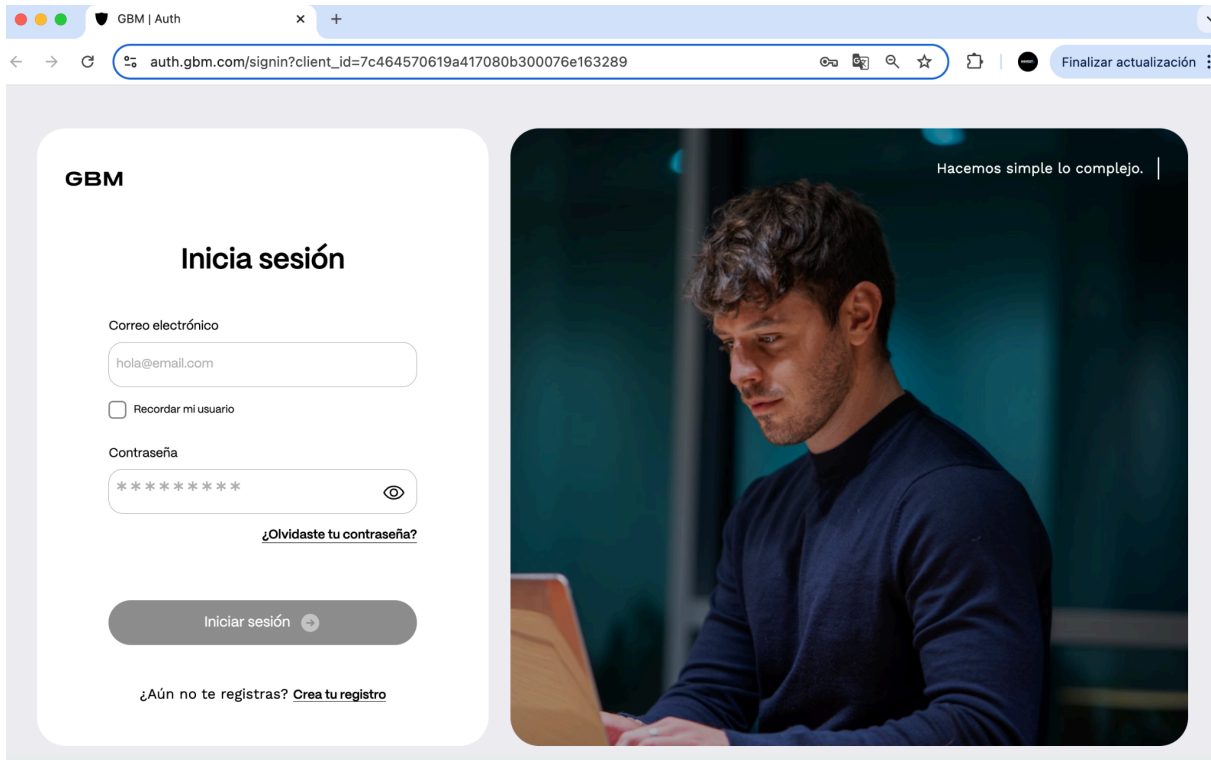 GBM | Auth
auth.gbm.com/signin?client_id=7c464570619a417080b300076e163289
Finalizar actualización
GBM
Inicia sesión
Correo electrónico
hola@email.com
Recordar mi usuario
Contraseña
*********
¿Olvidaste tu contraseña?
Iniciar sesión
¿Aún no te registras? Crea tu registro
Hacemos simple lo complejo.